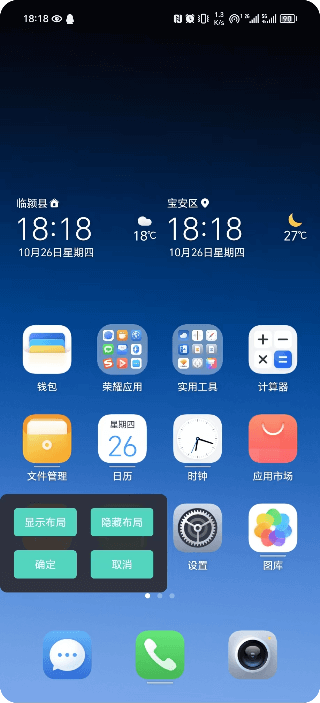 18:18
1.3 K/s
90
临颍县
宝安区
18:18
18℃
18:18
27℃
10月26日星期四
10月26日星期四
钱包
荣耀应用
实用工具
计算器
星期四
26
文件管理
日历
时钟
应用市场
显示布局
隐藏布局
确定
取消
设置
图库